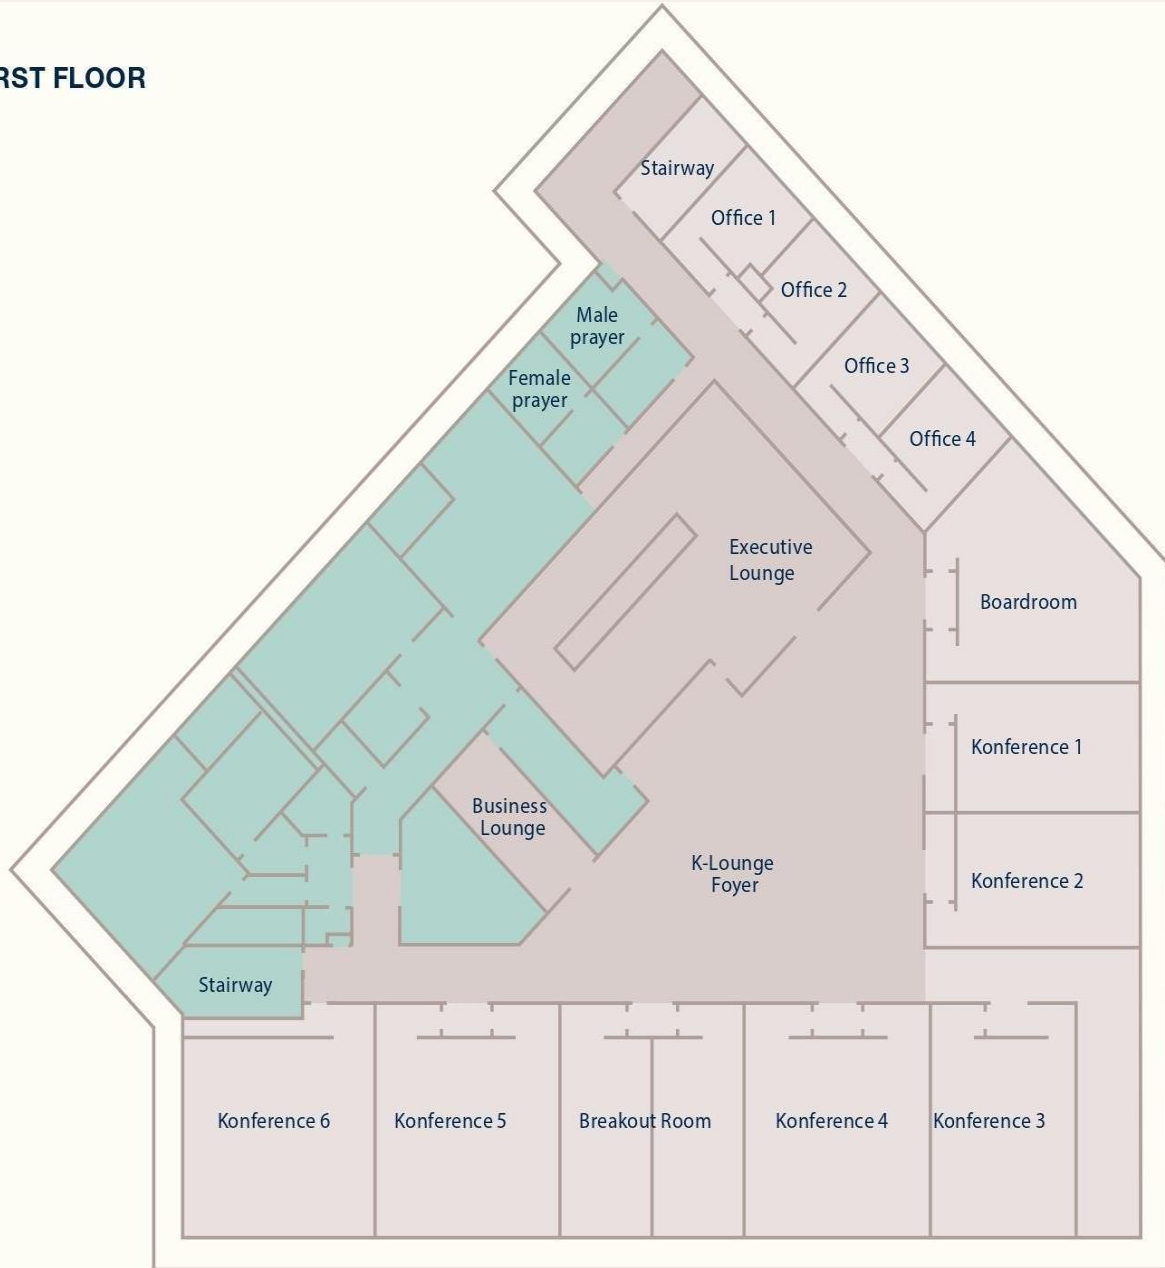 RST FLOOR
Stairway
Office 1
Office 2
Male
prayer
Office 3
Female
prayer
Office 4
Executive
Lounge
Boardroom
Konference 1
Business
Lounge
K-Lounge
Foyer
Konference 2
Stairway
Konference 6
Konference 5
Breakout Room
Konference 4
Konference 3